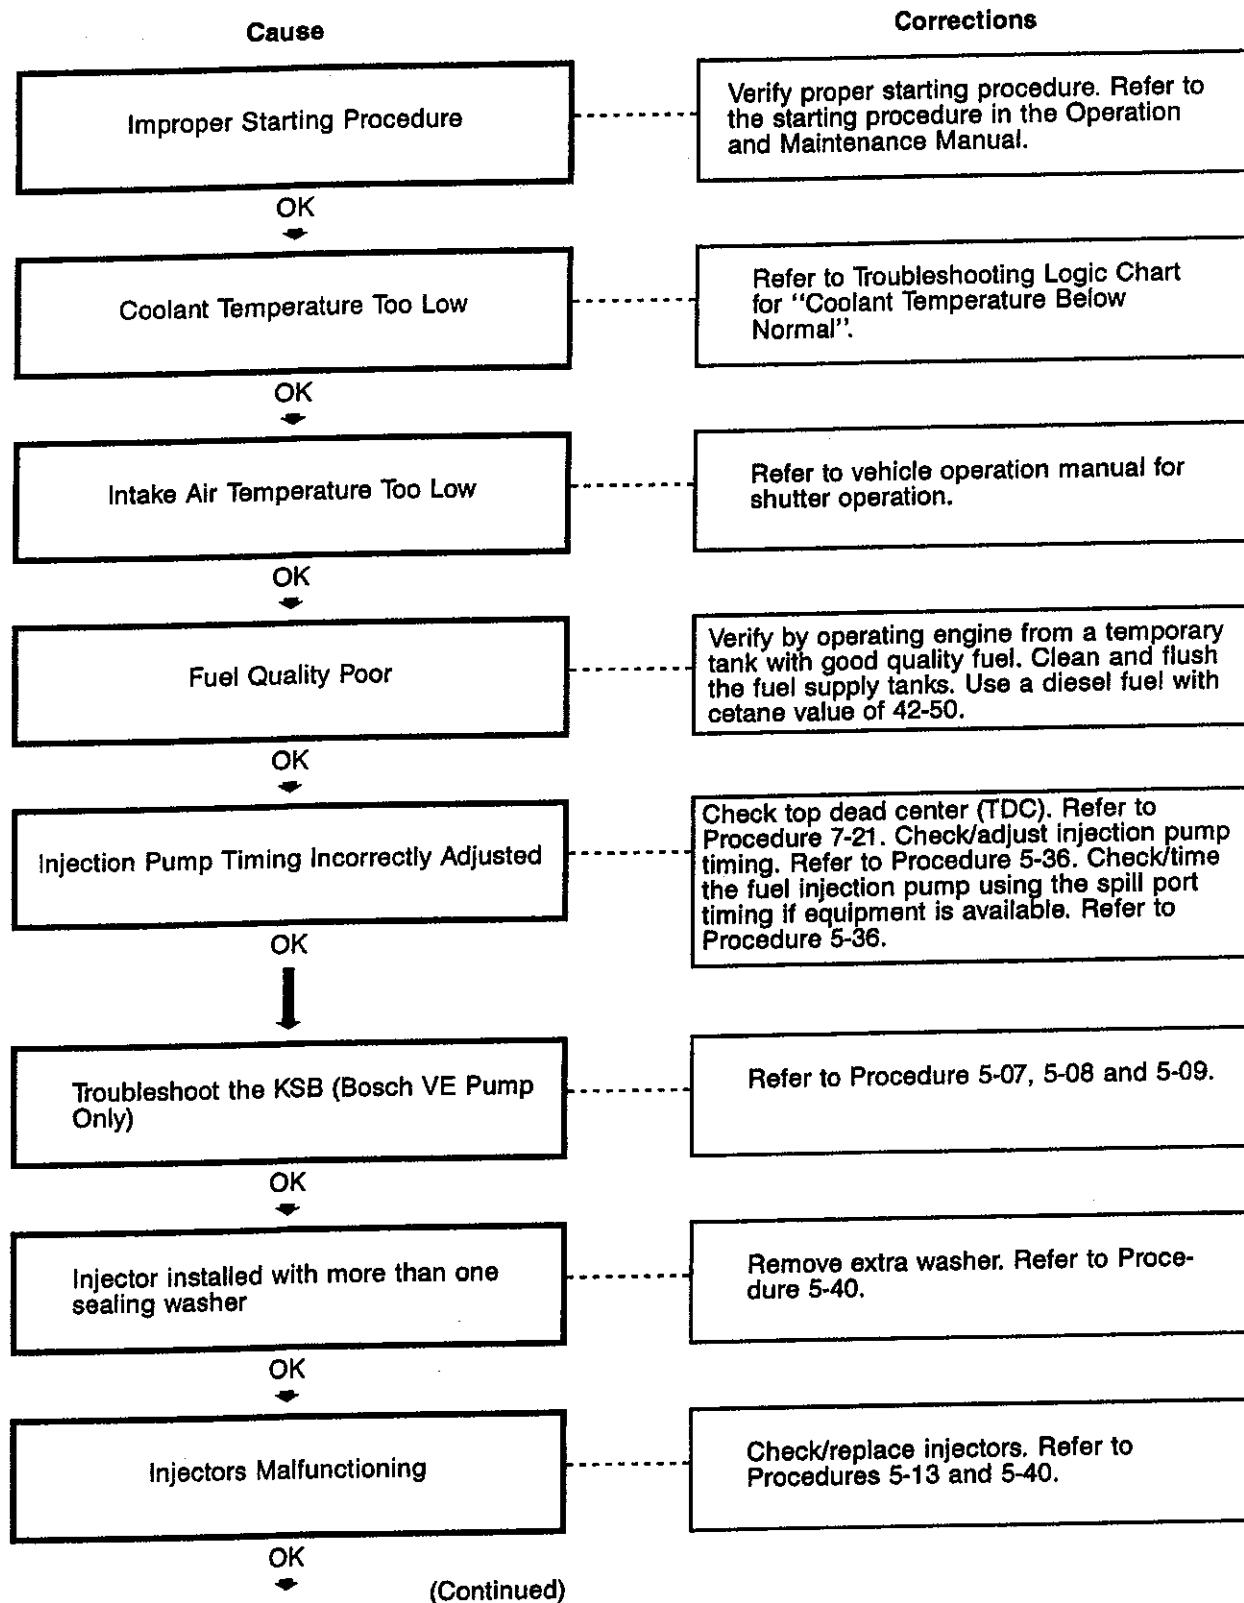 Cause
Corrections
Improper Starting Procedure
Verify proper starting procedure. Refer to
the starting procedure in the Operation
and Maintenance Manual.
OK
Coolant Temperature Too Low
Refer to Troubleshooting Logic Chart
for "Coolant Temperature Below
Normal".
OK
Intake Air Temperature Too Low
Refer to vehicle operation manual for
shutter operation.
OK
Fuel Quality Poor
Verify by operating engine from a temporary
tank with good quality fuel. Clean and flush
the fuel supply tanks. Use a diesel fuel with
cetane value of 42-50.
OK
Injection Pump Timing Incorrectly Adjusted
Check top dead center (TDC). Refer to
Procedure 7-21. Check/adjust injection pump
timing. Refer to Procedure 5-36. Check/time
the fuel injection pump using the spill port
timing if equipment is available. Refer to
Procedure 5-36.
OK
Troubleshoot the KSB (Bosch VE Pump
Only)
Refer to Procedure 5-07, 5-08 and 5-09.
OK
Injector installed with more than one
sealing washer
Remove extra washer. Refer to Proce-
dure 5-40.
OK
Injectors Malfunctioning
Check/replace injectors. Refer to
Procedures 5-13 and 5-40.
OK
(Continued)